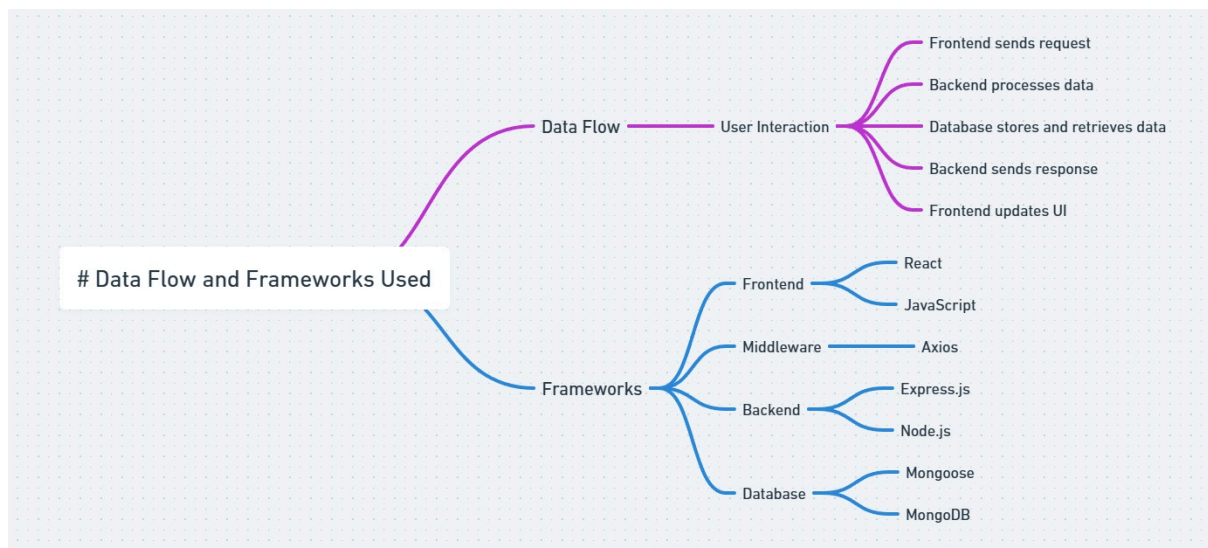 # Data Flow and Frameworks Used
Data Flow
User Interaction
Frontend sends request
Backend processes data
Database stores and retrieves data
Backend sends response
Frontend updates UI
Frameworks
Frontend
React
JavaScript
Middleware
Axios
Backend
Express.js
Node.js
Database
Mongoose
MongoDB